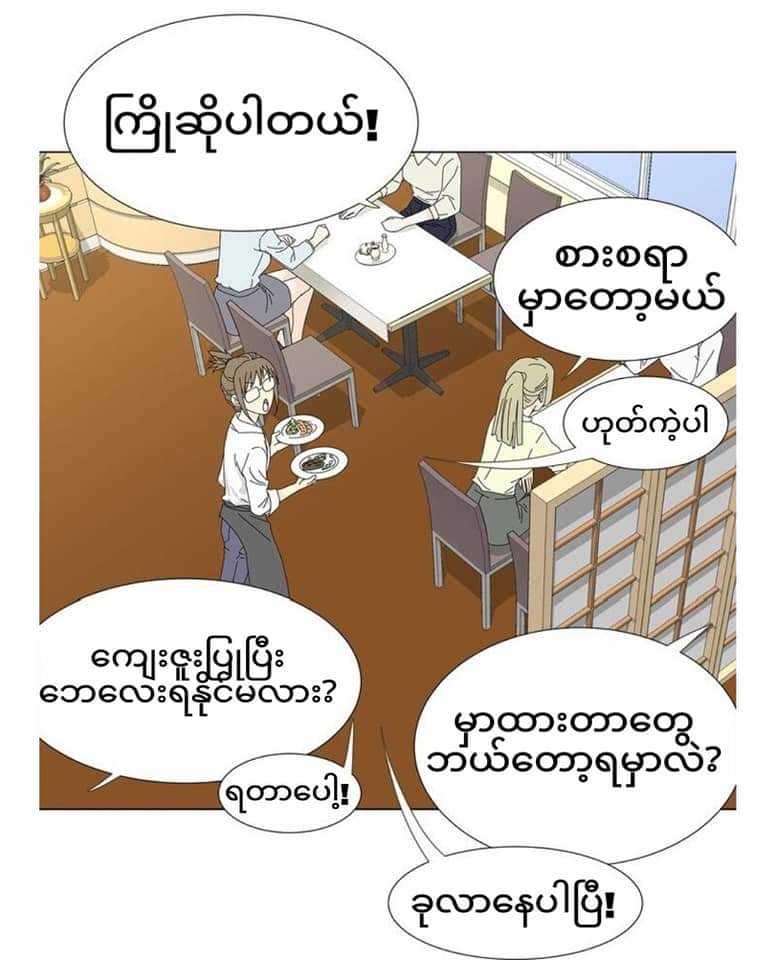 ကြိုဆိုပါတယ်!
စားစရာ
မှာတော့မယ်
ဟုတ်ကဲ့ပါ
ကျေးဇူးပြုပြီး
ဘေလေးရနိုင်မလား?
ရတာပေါ့!
မှာထားတာတွေ
ဘယ်တော့ရမှာလဲ?
ခုလာနေပါပြီ!